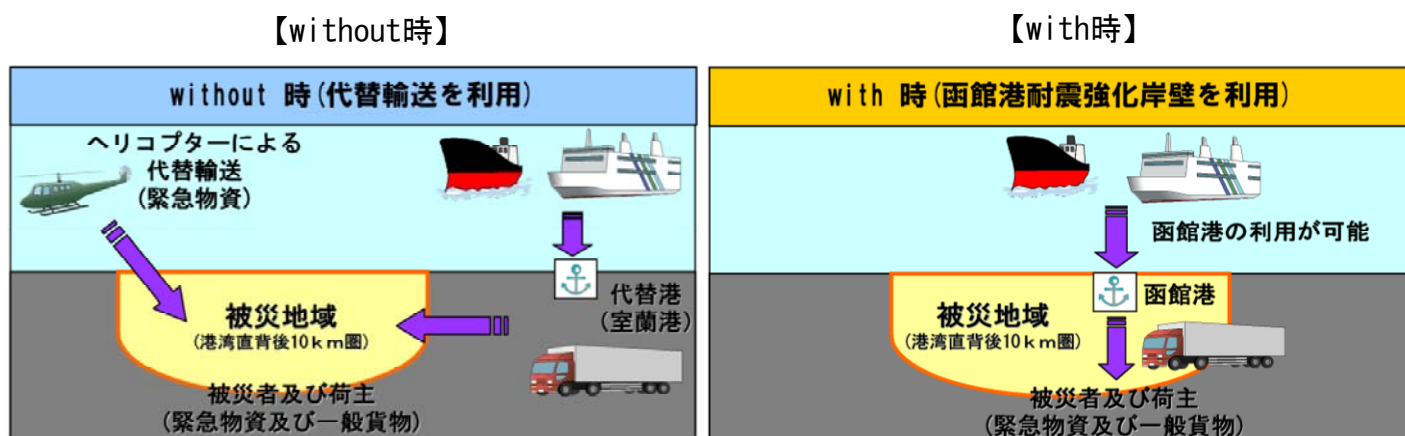 【without時】
without 時(代替輸送を利用)
ヘリコプターによる
代替輸送
(緊急物資)
代替港
(室蘭港)
被災地域
(港湾直背後10km圏)
被災者及び荷主
(緊急物資及び一般貨物)
【with時】
with 時(函館港耐震強化岸壁を利用)
函館港の利用が可能
函館港
被災地域
(港湾直背後10km圏)
被災者及び荷主
(緊急物資及び一般貨物)